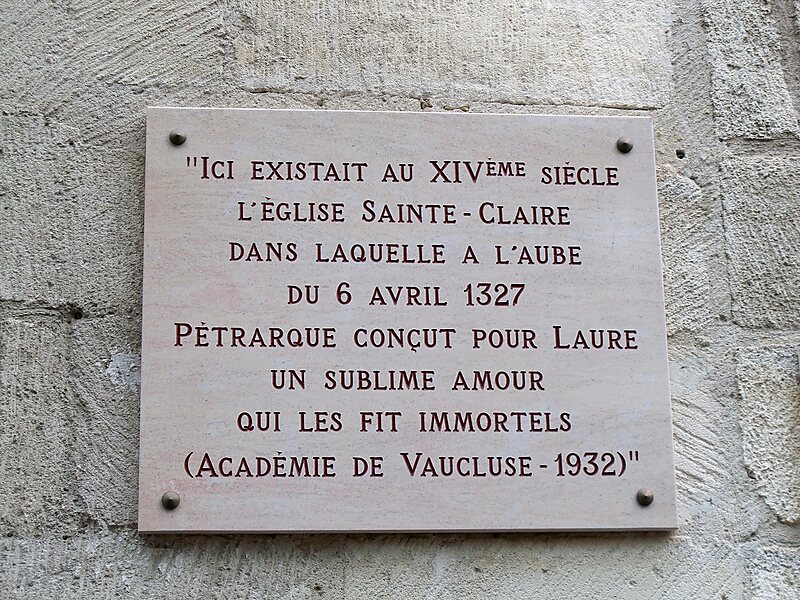 "ICI EXISTAIT AU XIVÈME SIÈCLE
L'ÉGLISE SAINTE-CLAIRE
DANS LAQUELLE A L'AUBE
DU 6 AVRIL 1327
PÉTRARQUE CONÇUT POUR LAURE
UN SUBLIME AMOUR
QUI LES FIT IMMORTELS
(ACADÉMIE DE VAUCLUSE-1932)"